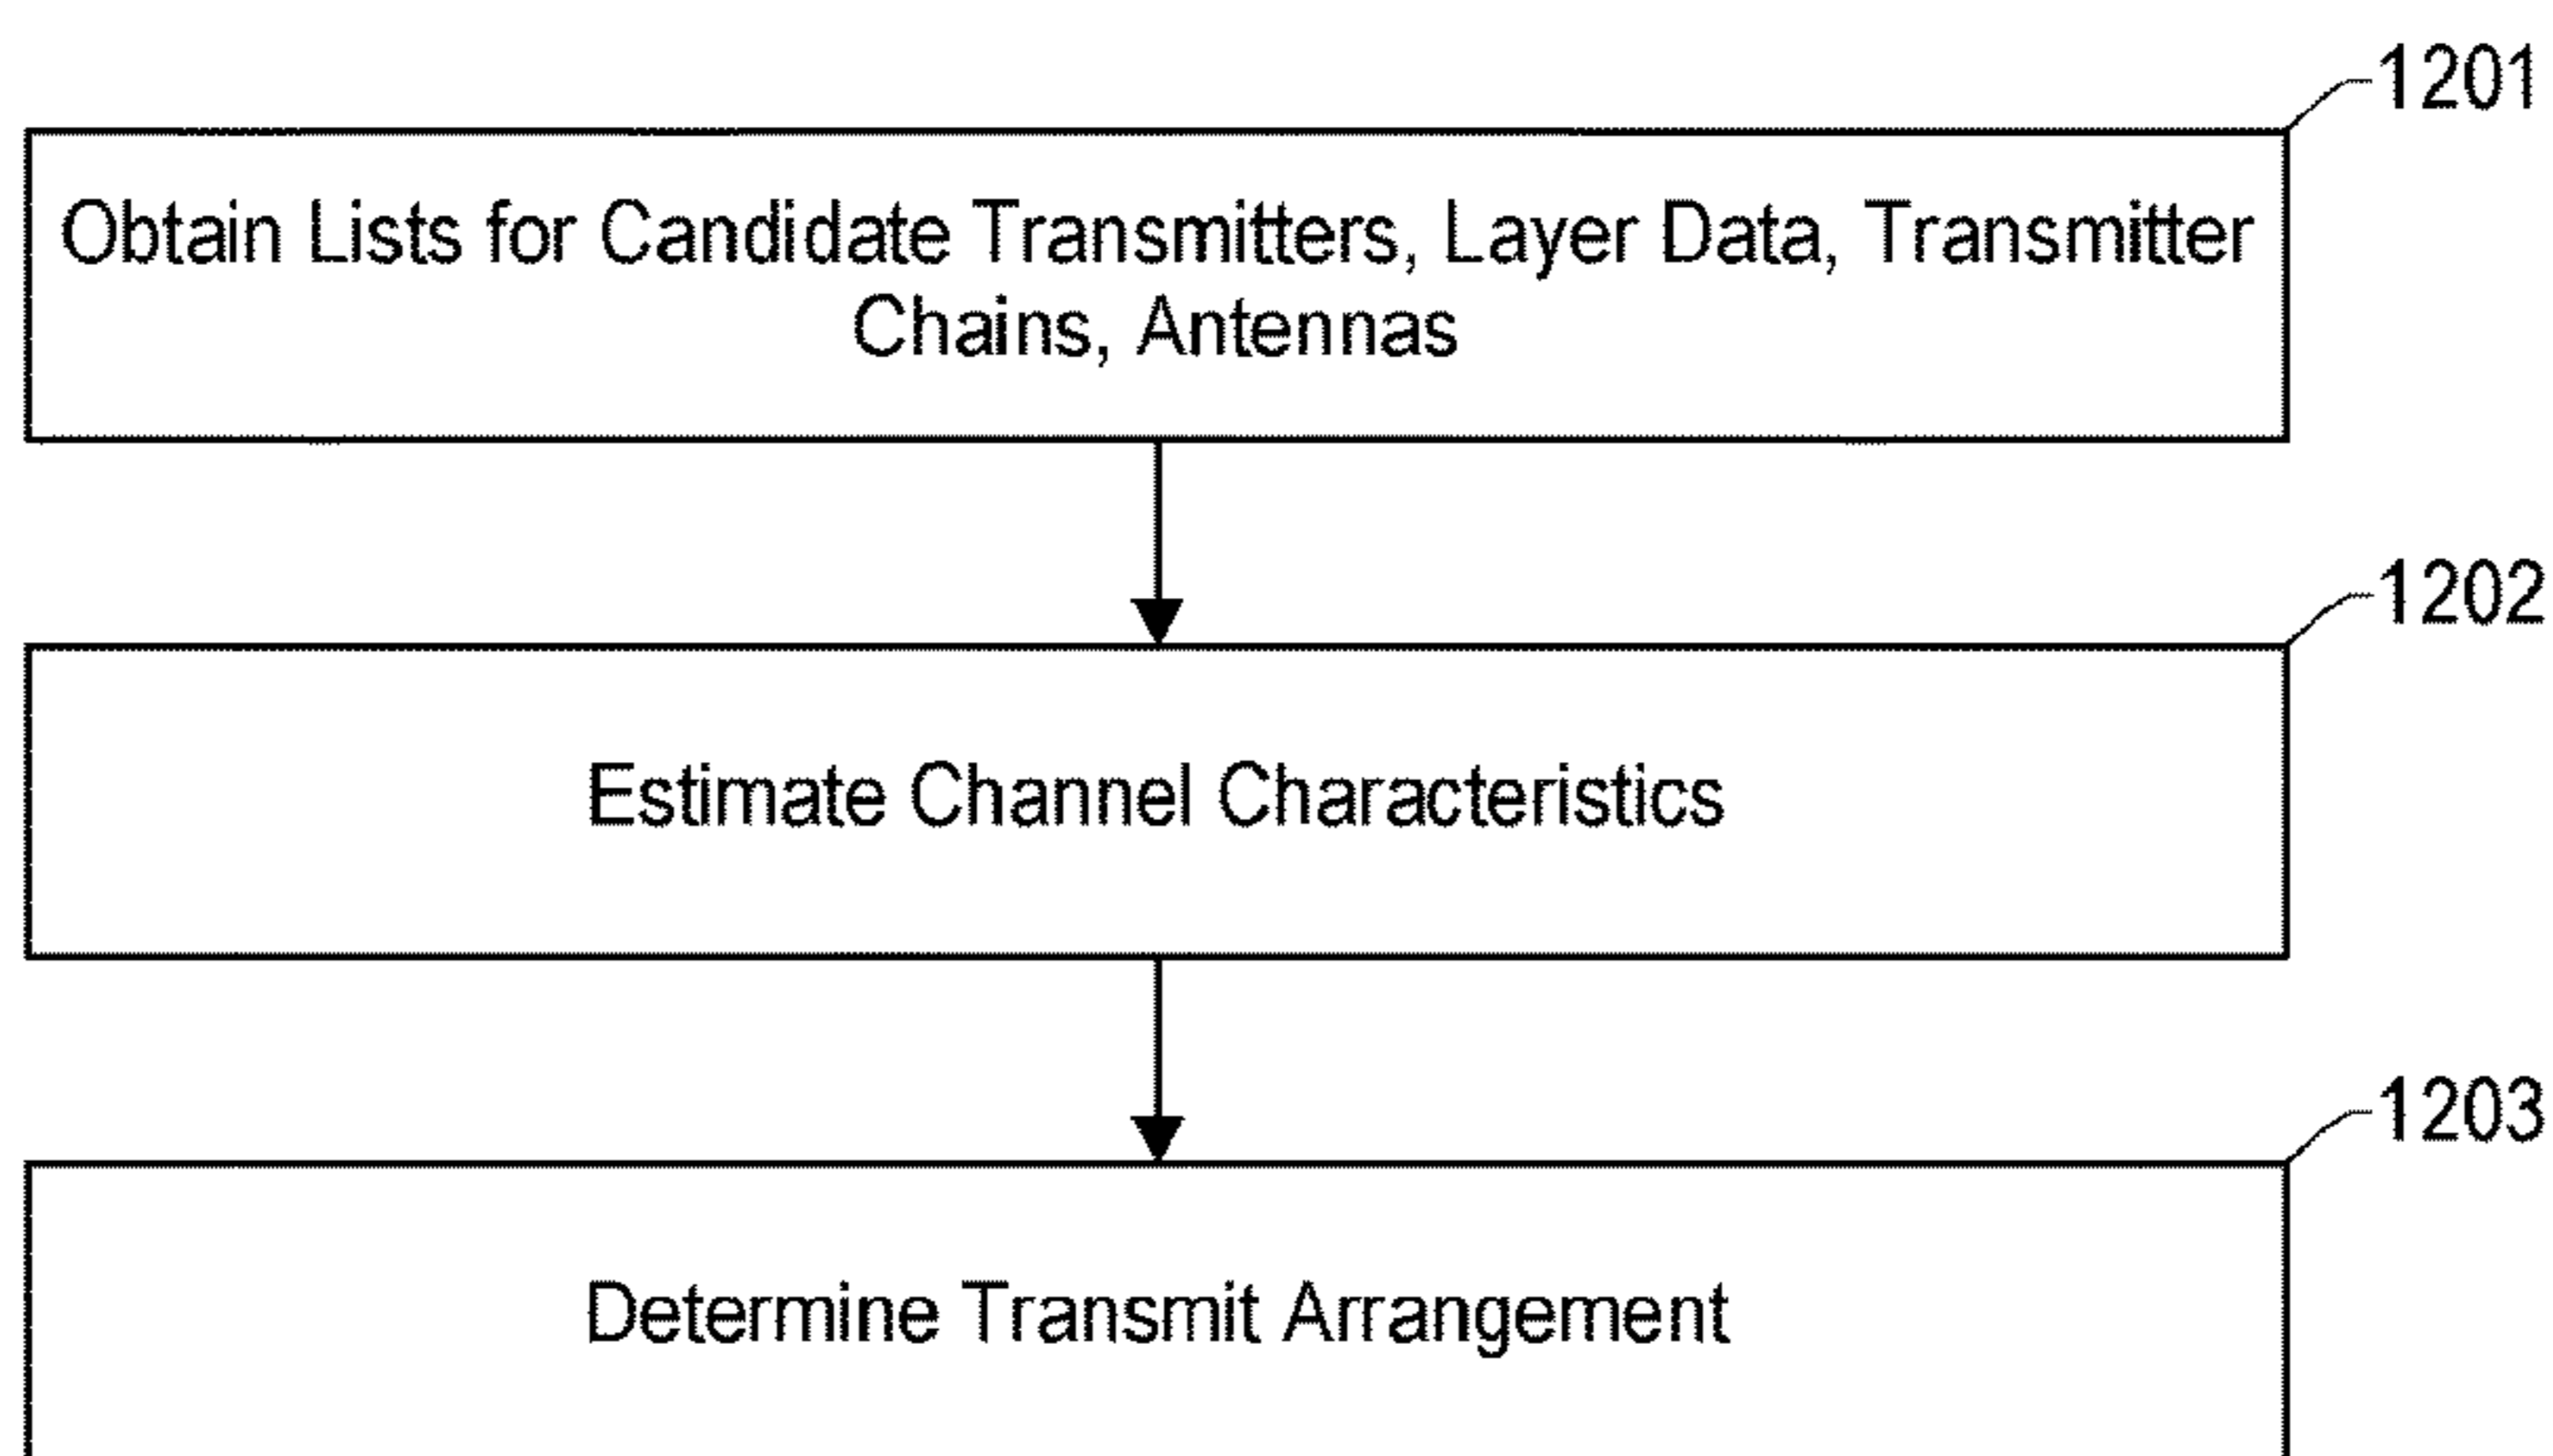 1201
Obtain Lists for Candidate Transmitters, Layer Data, Transmitter
Chains, Antennas
1202
Estimate Channel Characteristics
1203
Determine Transmit Arrangement